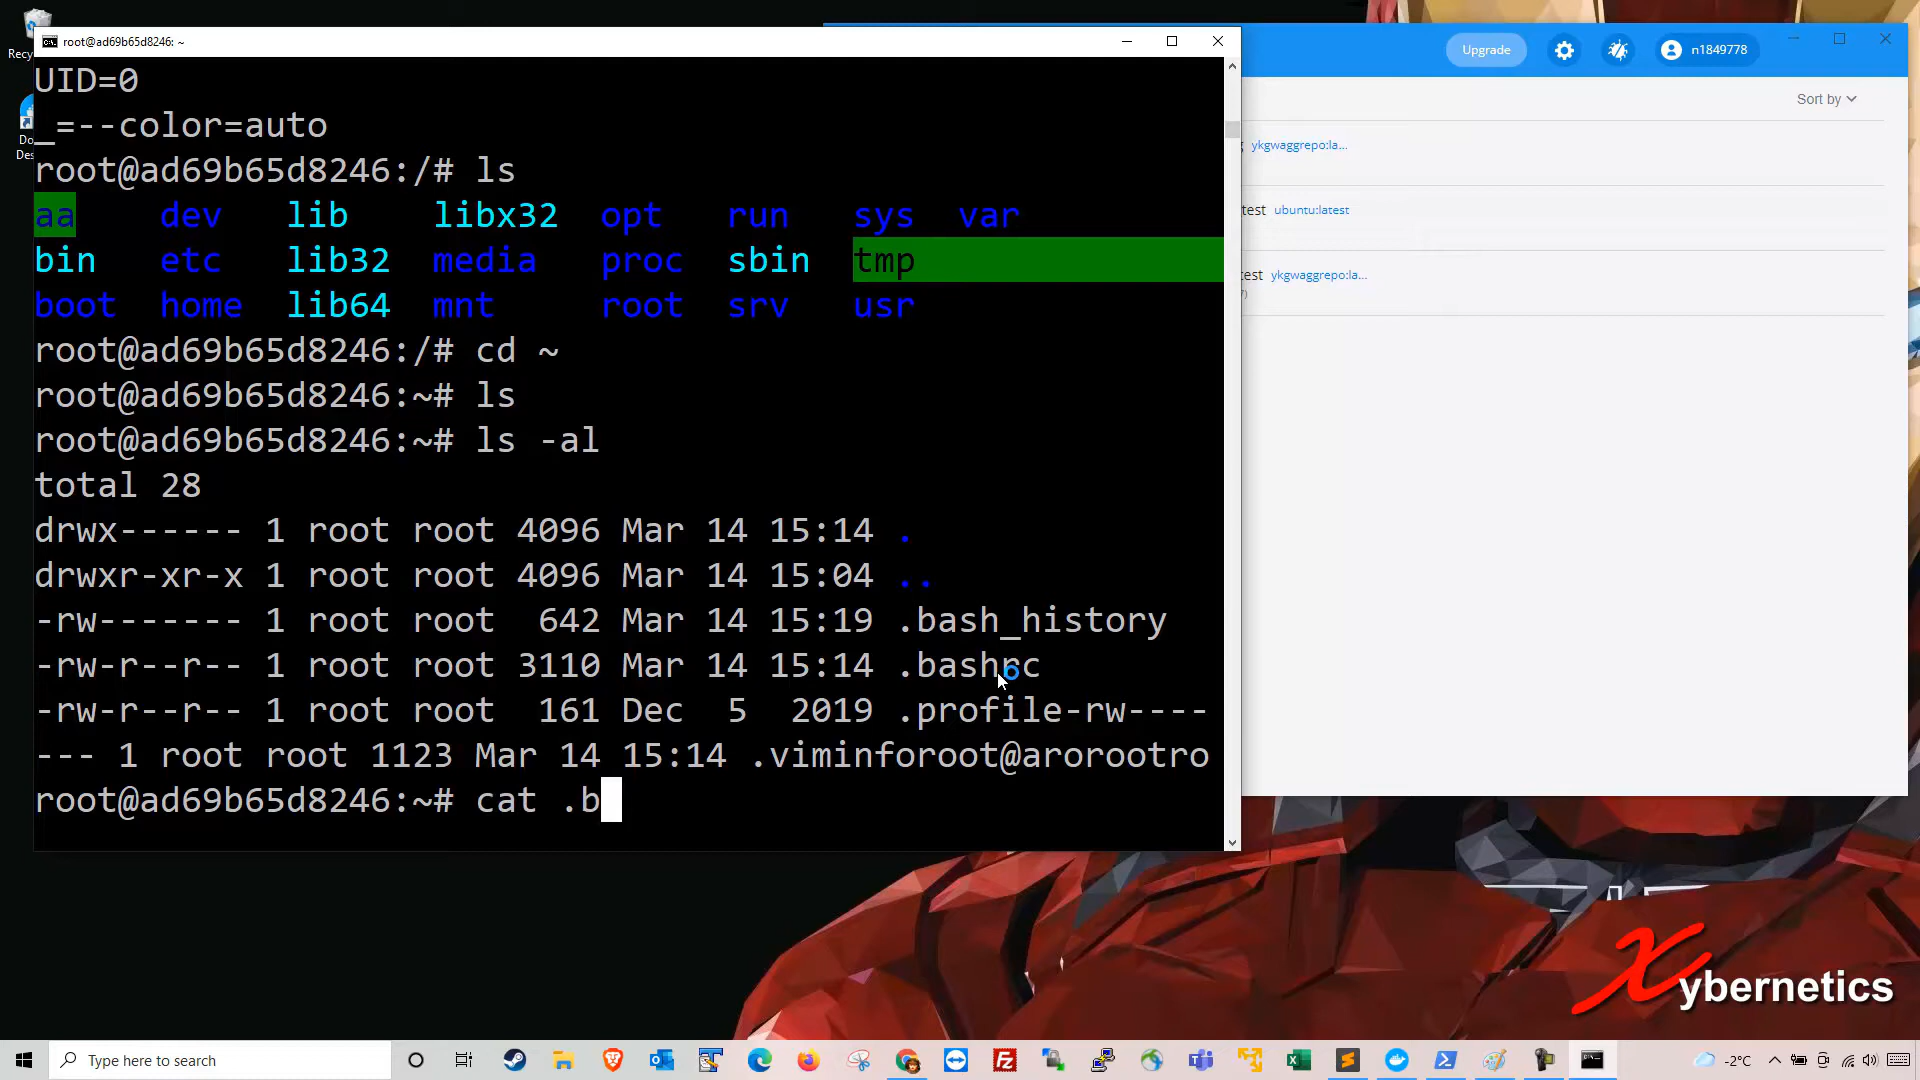 Recy
Do
Des
root@ad69b65d8246: ~
UID=0
_=--color=auto
root@ad69b65d8246:/# ls
aa dev lib libx32 opt run sys var
bin etc lib32 media proc sbin tmp
boot home lib64 mnt root srv usr
root@ad69b65d8246:/# cd ~
root@ad69b65d8246:~# ls
root@ad69b65d8246:~# ls -al
total 28
drwx------ 1 root root 4096 Mar 14 15:14 .
drwxr-xr-x 1 root root 4096 Mar 14 15:04 ..
-rw------- 1 root root 642 Mar 14 15:19 .bash_history
-rw-r--r-- 1 root root 3110 Mar 14 15:14 .bashrc
-rw-r--r-- 1 root root 161 Dec 5 2019 .profile-rw----
--- 1 root root 1123 Mar 14 15:14 .viminforoot@arorootro
root@ad69b65d8246:~# cat .b
Upgrade
n1849778
Sort by
g ykgwaggrepo:la...
test ubuntu:latest
test ykgwaggrepo:la...
Xybernetics
Type here to search
-2°C